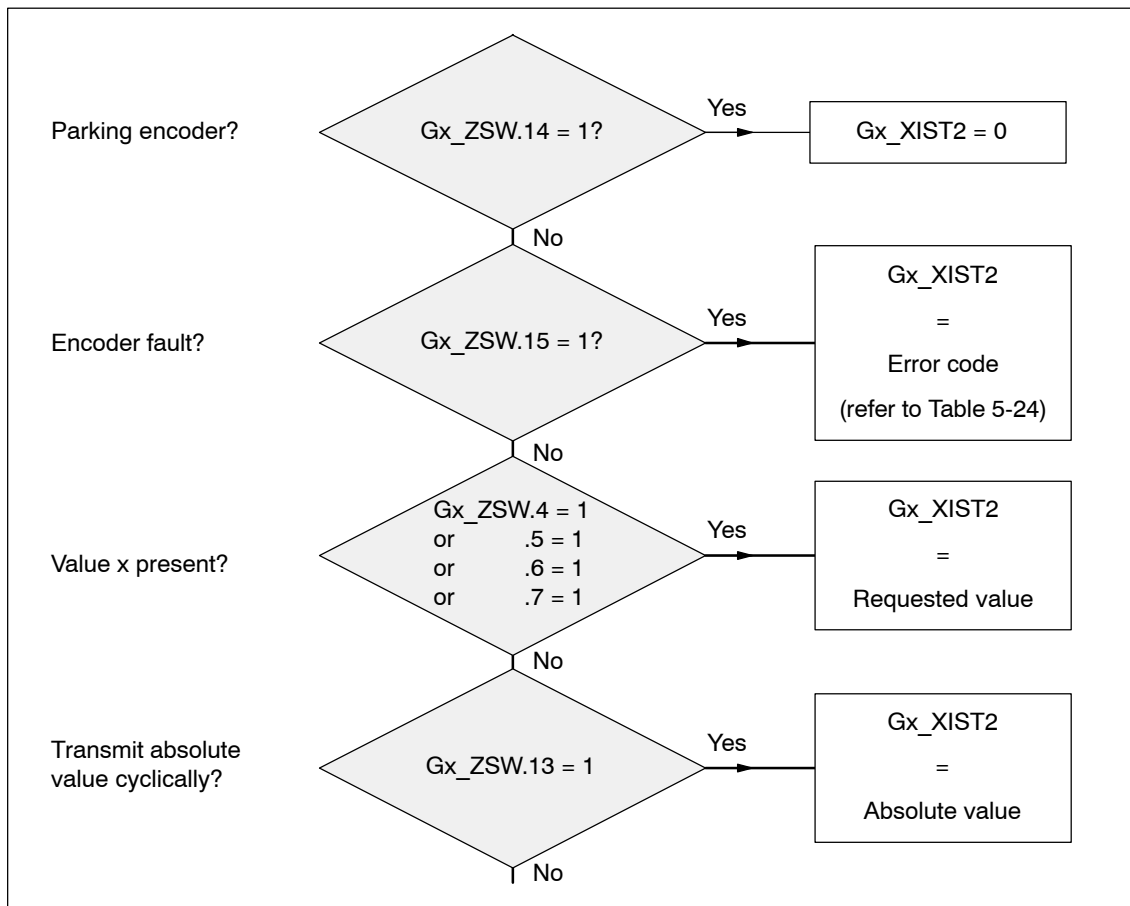 Parking encoder?
Gx_ZSW.14 = 1?
Yes
Gx_XIST2 = 0
No
Encoder fault?
Gx_ZSW.15 = 1?
Yes
Gx_XIST2
=
Error code
(refer to Table 5-24)
No
Value x present?
Gx_ZSW.4 = 1
or .5 = 1
or .6 = 1
or .7 = 1
Yes
Gx_XIST2
=
Requested value
No
Transmit absolute
value cyclically?
Gx_ZSW.13 = 1
Yes
Gx_XIST2
=
Absolute value
No